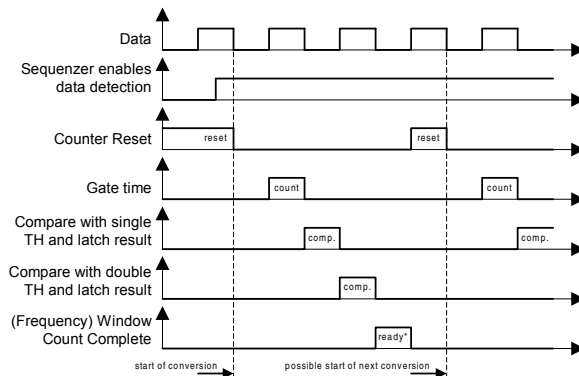 Data
Sequenzer enables
data detection
Counter Reset
reset
reset
Gate time
count
count
Compare with single
TH and latch result
comp.
comp.
Compare with double
TH and latch result
comp.
(Frequency) Window
Count Complete
ready*
start of conversion
possible start of next conversion